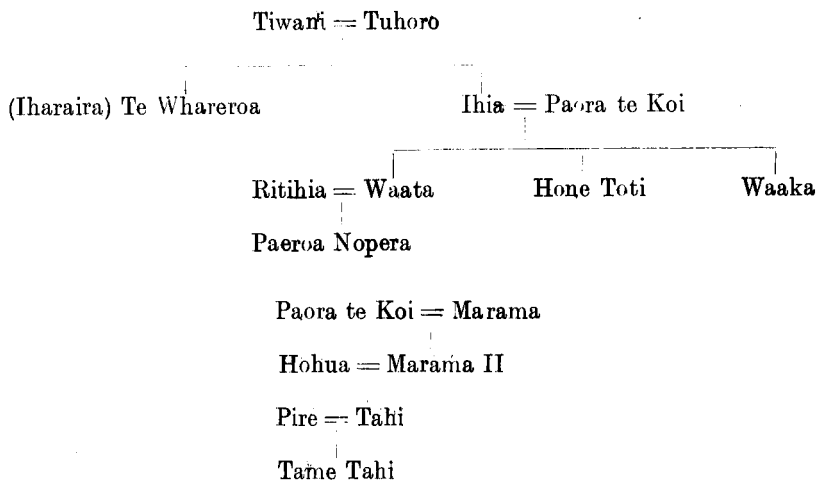 Tiwani = Tuhoro
(Iharaira) Te Whareroa Ihia = Paora te Koi
Ritihia = Waata Hone Toti Waaka
Paeroa Nopera
Paora te Koi = Marama
Hohua = Marama II
Pire = Tahi
Tame Tahi